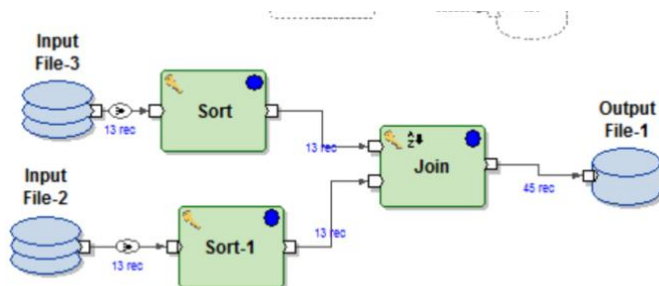 Input
File-3
Sort
13 rec
13 rec
A
Z
Join
Output
File-1
45 rec
Input
File-2
Sort-1
13 rec
13 rec